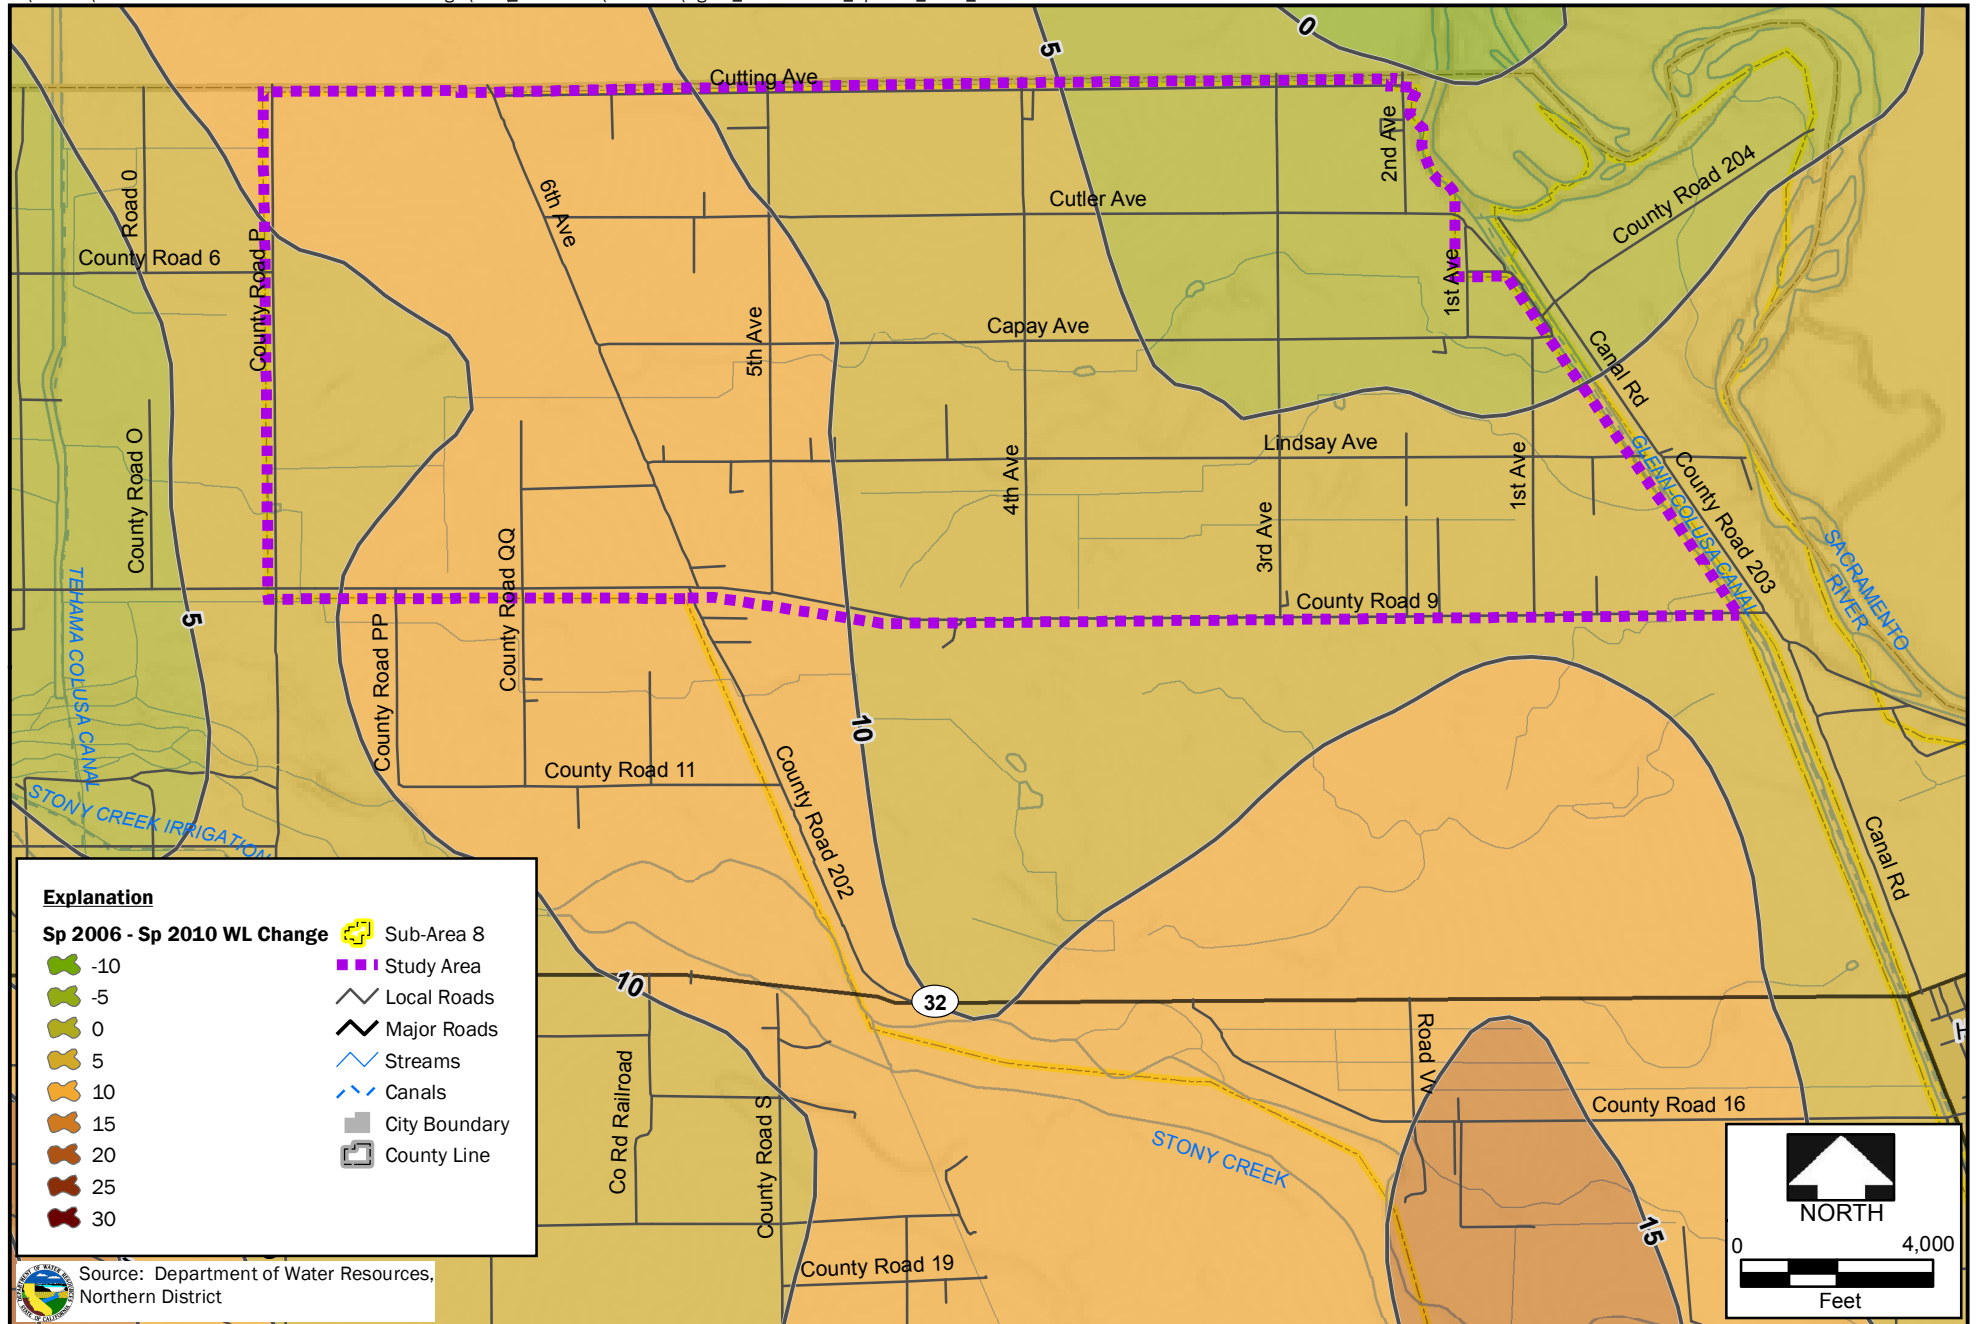 0
5
Cutting Ave
2nd Ave
County Road 204
Road 0
6th Ave
Cutler Ave
County Road 6
County Road P
1st Ave
5th Ave
Capay Ave
Canal Rd
County Road O
4th Ave
Lindsay Ave
1st Ave
3rd Ave
GLENN-COLUSA CANAL
County Road 203
SACRAMENTO
RIVER
County Road QQ
County Road 9
TEHAMA COLUSA CANAL
5
County Road PP
10
County Road 11
County Road 202
STONY CREEK IRRIGATION
Canal Rd
10
32
Road VV
Co Rd Railroad
County Road S
County Road 16
STONY CREEK
15
County Road 19
Explanation
Sp 2006 - Sp 2010 WL Change
-10
-5
0
5
10
15
20
25
30
Sub-Area 8
Study Area
Local Roads
Major Roads
Streams
Canals
City Boundary
County Line
Source: Department of Water Resources,
Northern District
NORTH
0 4,000
Feet